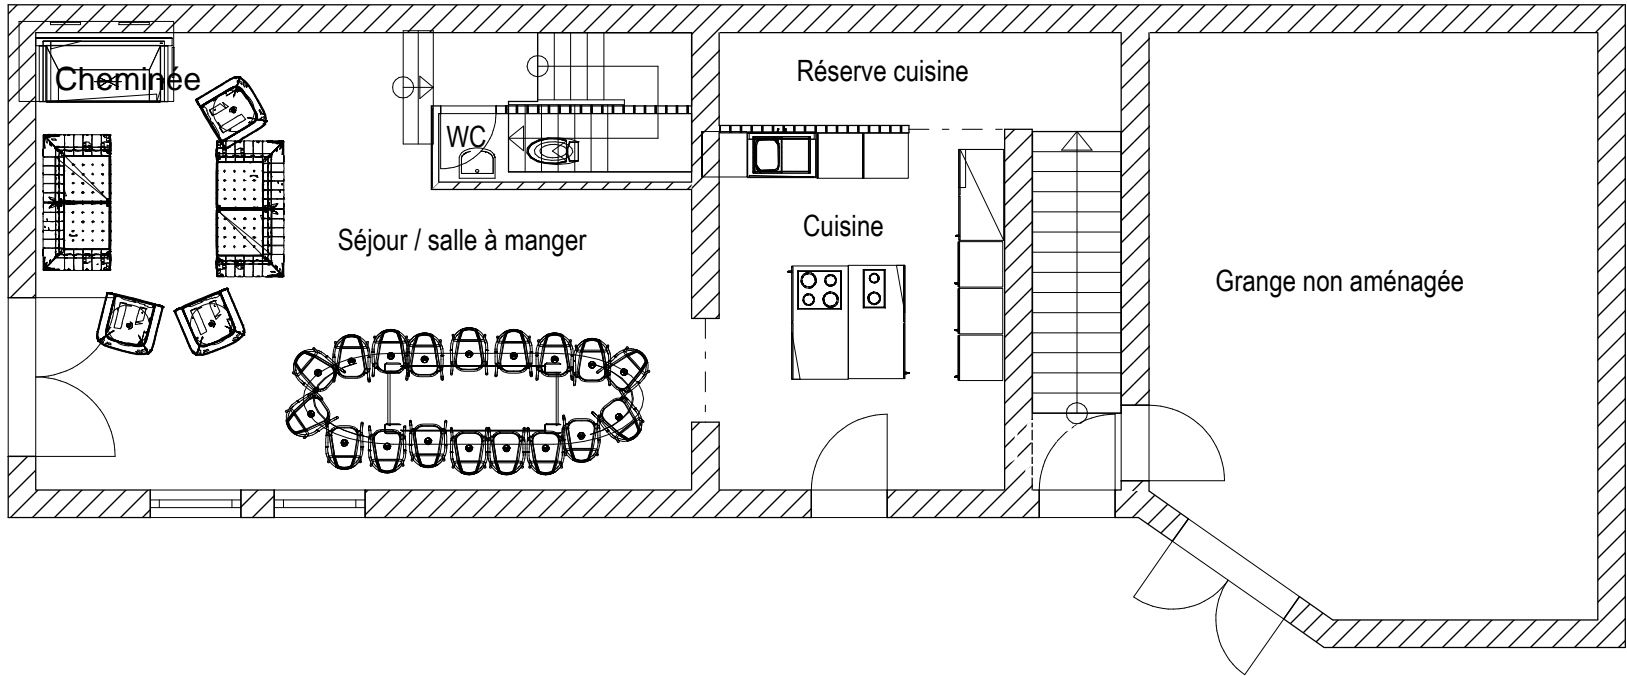 Cheminée
Réserve cuisine
WC
Cuisine
Séjour / salle à manger
Grange non aménagée